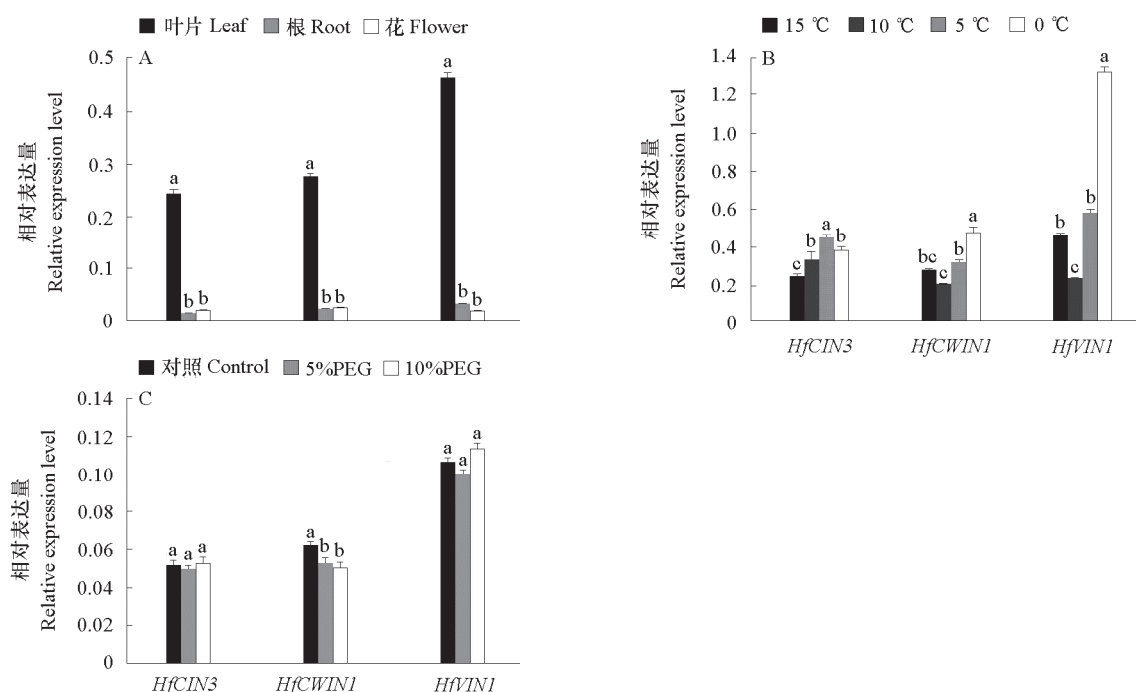 叶片 Leaf 根 Root 花 Flower
A
相对表达量
Relative expression level
0.5
0.4
0.3
0.2
0.1
0
a
b b
a
b b
a
b
b
15 ℃ 10 ℃ 5 ℃ 0 ℃
B
相对表达量
Relative expression level
1.4
1.2
1.0
0.8
0.6
0.4
0.2
0
c
b
a
b
bc
c
b
a
b
c
b
a
HfCIN3 HfCWIN1 HfVIN1
对照 Control 5%PEG 10%PEG
C
相对表达量
Relative expression level
0.14
0.12
0.10
0.08
0.06
0.04
0.02
0
a a a
a
b b
a a
a
HfCIN3 HfCWIN1 HfVIN1